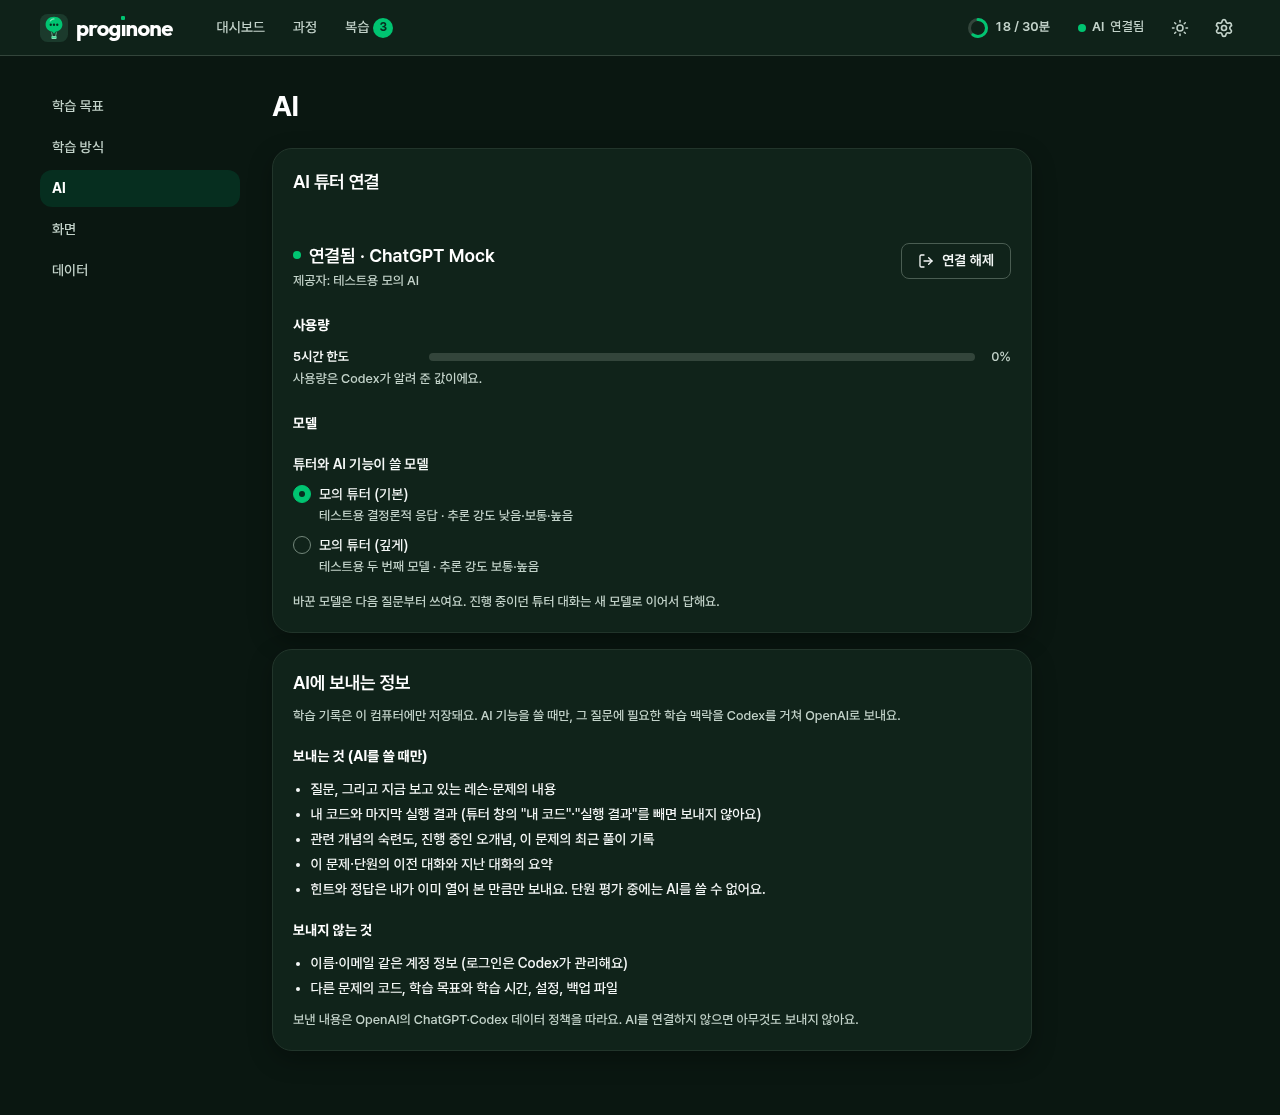 proginone
대시보드
과정
복습 3
18 / 30분
AI 연결됨
학습 목표
학습 방식
AI
화면
데이터
AI
AI 튜터 연결
연결됨 · ChatGPT Mock
제공자: 테스트용 모의 AI
연결 해제
사용량
5시간 한도
0%
사용량은 Codex가 알려 준 값이에요.
모델
튜터와 AI 기능이 쓸 모델
모의 튜터 (기본)
테스트용 결정론적 응답 · 추론 강도 낮음·보통·높음
모의 튜터 (깊게)
테스트용 두 번째 모델 · 추론 강도 보통·높음
바꾼 모델은 다음 질문부터 쓰여요. 진행 중이던 튜터 대화는 새 모델로 이어서 답해요.
AI에 보내는 정보
학습 기록은 이 컴퓨터에만 저장돼요. AI 기능을 쓸 때만, 그 질문에 필요한 학습 맥락을 Codex를 거쳐 OpenAI로 보내요.
보내는 것 (AI를 쓸 때만)
• 질문, 그리고 지금 보고 있는 레슨·문제의 내용
• 내 코드와 마지막 실행 결과 (튜터 창의 "내 코드"·"실행 결과"를 빼면 보내지 않아요)
• 관련 개념의 숙련도, 진행 중인 오개념, 이 문제의 최근 풀이 기록
• 이 문제·단원의 이전 대화와 지난 대화의 요약
• 힌트와 정답은 내가 이미 열어 본 만큼만 보내요. 단원 평가 중에는 AI를 쓸 수 없어요.
보내지 않는 것
• 이름·이메일 같은 계정 정보 (로그인은 Codex가 관리해요)
• 다른 문제의 코드, 학습 목표와 학습 시간, 설정, 백업 파일
보낸 내용은 OpenAI의 ChatGPT·Codex 데이터 정책을 따라요. AI를 연결하지 않으면 아무것도 보내지 않아요.